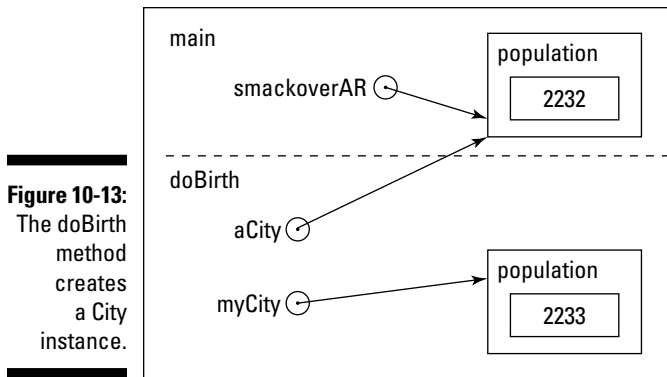 main
population
smackoverAR
2232
doBirth
aCity
population
myCity
2233
Figure 10-13:
The doBirth
method
creates
a City
instance.